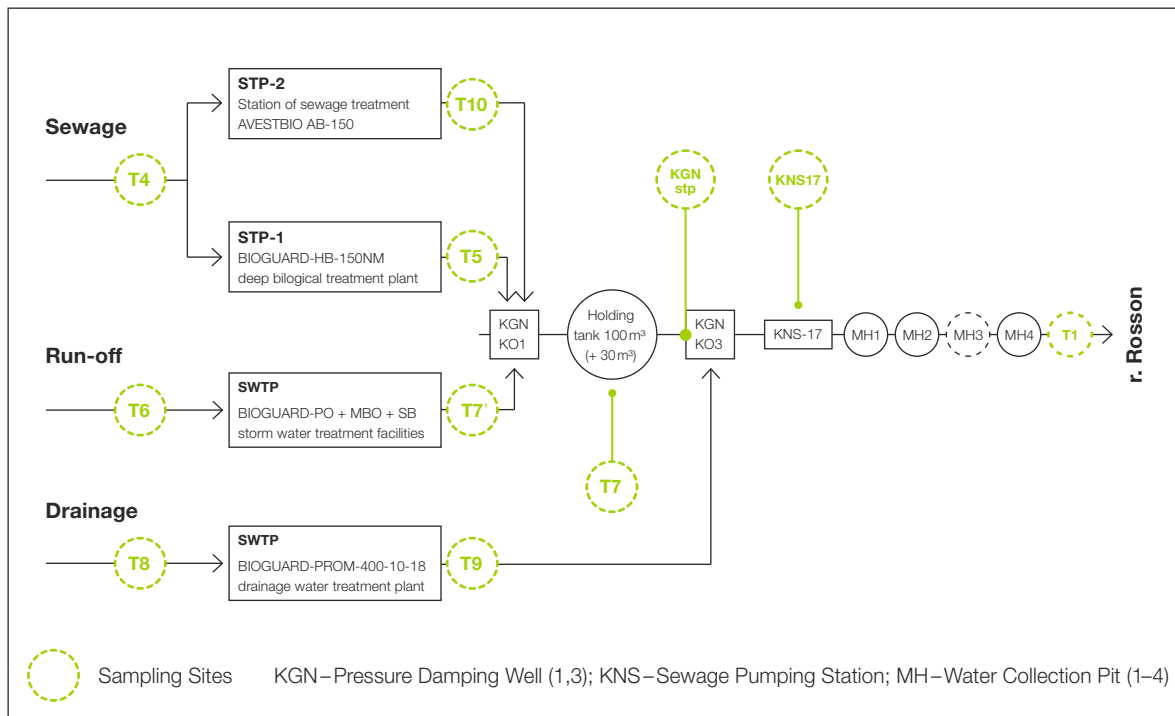 Sewage
T4
STP-2
Station of sewage treatment
AVESTBIO AB-150
T10
STP-1
BIOGUARD-HB-150NM
deep bilogical treatment plant
T5
Run-off
T6
SWTP
BIOGUARD-PO + MBO + SB
storm water treatment facilities
T7'
Drainage
T8
SWTP
BIOGUARD-PROM-400-10-18
drainage water treatment plant
T9
KGN
KO1
Holding
tank 100 m³
(+ 30 m³)
T7
KGN
stp
KGN
KO3
KNS17
KNS-17
MH1
MH2
MH3
MH4
T1
r. Rosson
Sampling Sites
KGN – Pressure Damping Well (1,3); KNS – Sewage Pumping Station; MH – Water Collection Pit (1–4)